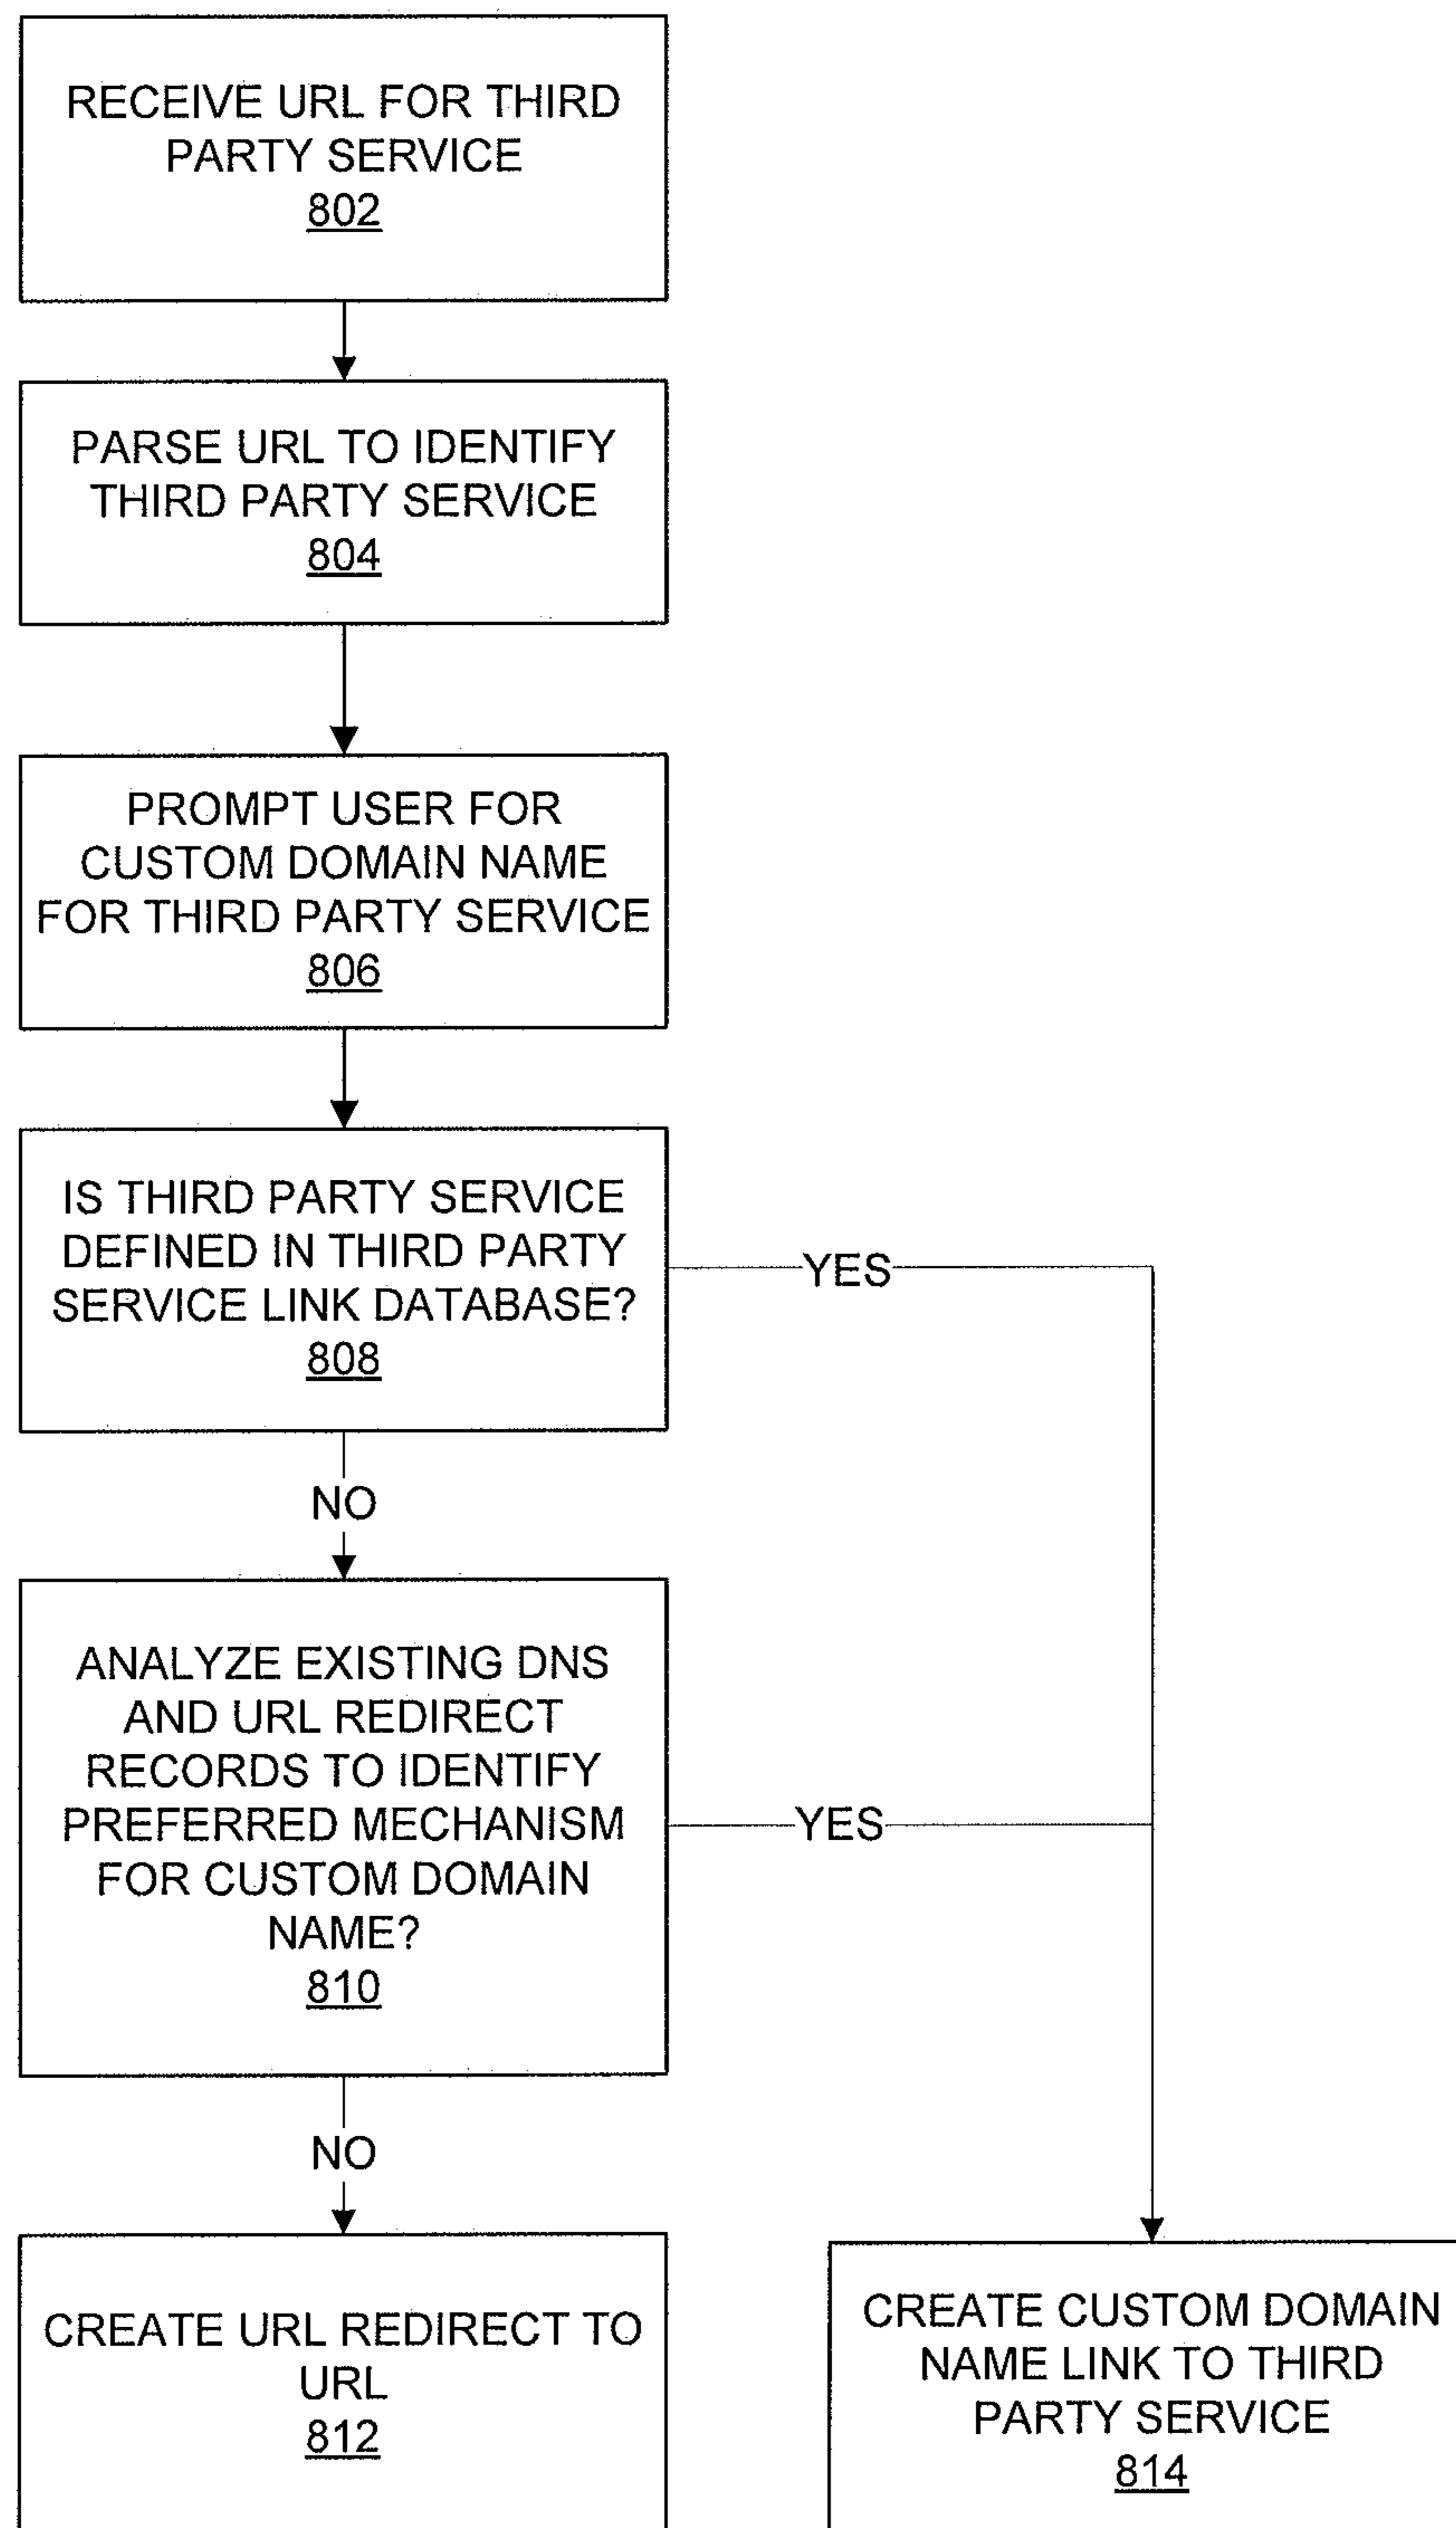 RECEIVE URL FOR THIRD
PARTY SERVICE
802
PARSE URL TO IDENTIFY
THIRD PARTY SERVICE
804
PROMPT USER FOR
CUSTOM DOMAIN NAME
FOR THIRD PARTY SERVICE
806
IS THIRD PARTY SERVICE
DEFINED IN THIRD PARTY
SERVICE LINK DATABASE?
808
YES
NO
ANALYZE EXISTING DNS
AND URL REDIRECT
RECORDS TO IDENTIFY
PREFERRED MECHANISM
FOR CUSTOM DOMAIN
NAME?
810
YES
NO
CREATE URL REDIRECT TO
URL
812
CREATE CUSTOM DOMAIN
NAME LINK TO THIRD
PARTY SERVICE
814